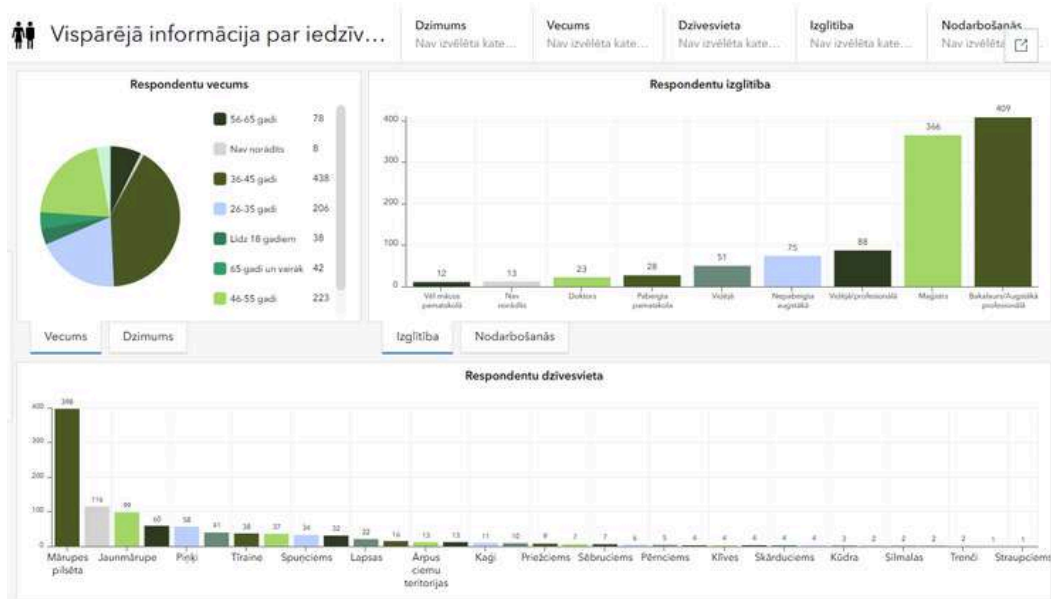 Vispārējā informācija par iedzīv...
Dzimums
Nav izvēlēta kate...
Vecums
Nav izvēlēta kate...
Dzīvesvieta
Nav izvēlēta kate...
Izglītība
Nav izvēlēta kate...
Nodarbošanās
Nav izvēlēta
Respondentu vecums
56-65 gadi 78
Nav norādīts 8
36-45 gadi 438
26-35 gadi 206
Līdz 18 gadiem 38
65 gadi un vairāk 42
46-55 gadi 223
Vecums Dzimums
Respondentu izglītība
400
300
200
100
0
12 13 23 28 51 75 88 366 409
Vēl mācos pamatskolā
Nav norādīts
Doktors
Pabeigta pamatskola
Vidējā
Nepabeigta augstākā
Vidējā/profesionālā
Maģistrs
Bakalaurs/Augstākā profesionālā
Izglītība Nodarbošanās
Respondentu dzīvesvieta
400
300
200
100
0
398 116 99 60 58 41 38 37 34 32 22 16 13 13 11 10 9 7 7 6 5 4 4 4 4 4 4 3 2 2 2 2 1 1
Mārupes pilsēta
Jaunmārupe
Piņķi
Tīraine
Spuņciems
Lapsas
Ārpus ciemu teritorijas
Kaģi
Priežciems
Sēbruciems
Pērnciems
Klīves
Skārduciems
Kūdra
Silmalas
Trenči
Straupciems